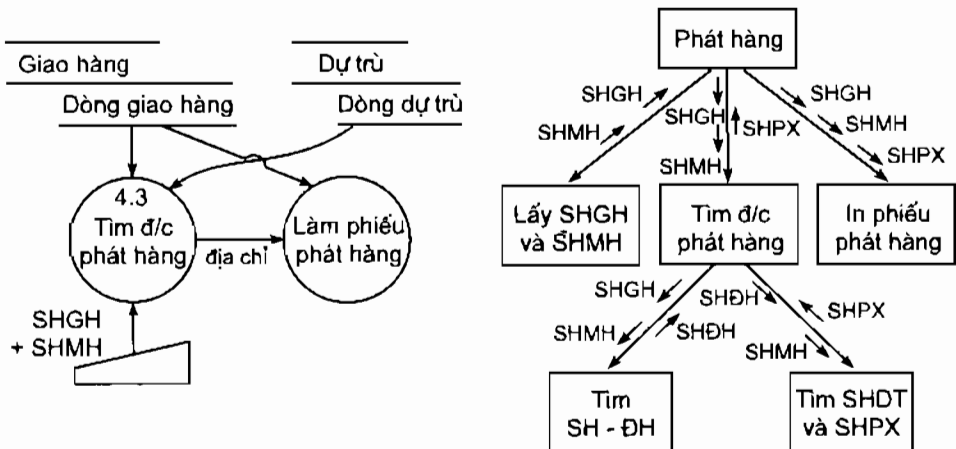 Giao hàng
Dòng giao hàng
Dự trù
Dòng dự trù
4.3
Tìm đ/c
phát hàng
địa chỉ
Làm phiếu
phát hàng
SHGH
+ SHMH
Phát hàng
SHGH
SHMH
SHGH
SHMH
SHPX
SHGH
SHMH
SHPX
Lấy SHGH
và SHMH
Tìm đ/c
phát hàng
In phiếu
phát hàng
SHGH
SHMH
SHĐH
SHĐH
SHMH
SHPX
Tìm
SH - ĐH
Tìm SHDT
và SHPX